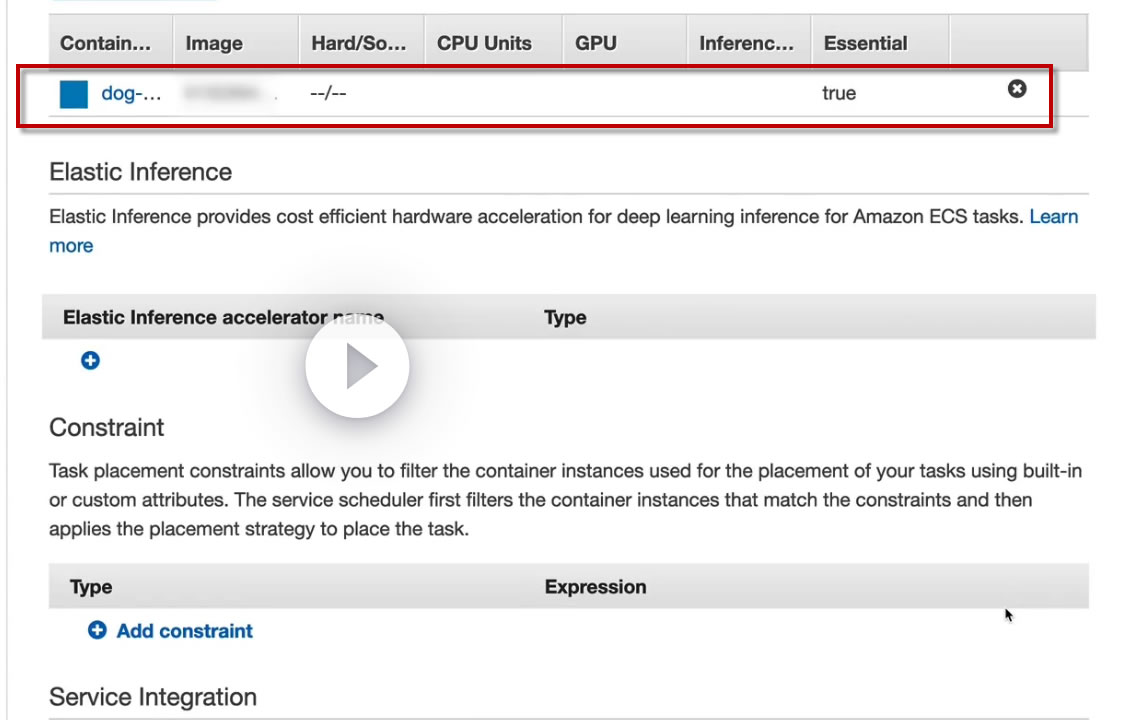 Contain... Image Hard/So... CPU Units GPU Inferenc... Essential
dog-... --/-- true
Elastic Inference
Elastic Inference provides cost efficient hardware acceleration for deep learning inference for Amazon ECS tasks. Learn
more
Elastic Inference accelerator name Type
Constraint
Task placement constraints allow you to filter the container instances used for the placement of your tasks using built-in
or custom attributes. The service scheduler first filters the container instances that match the constraints and then
applies the placement strategy to place the task.
Type Expression
Add constraint
Service Integration